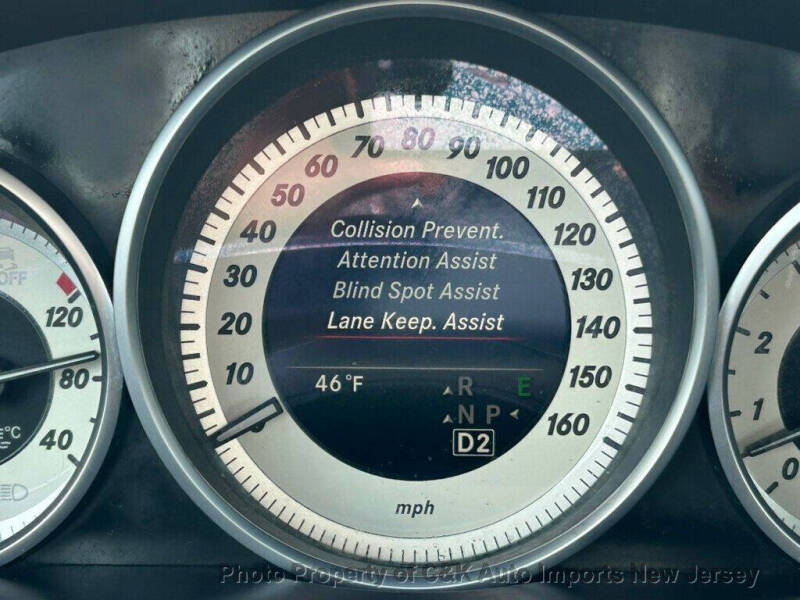 80
70
90
60
100
50
110
40
120
30
130
20
140
10
150
160
mph
Collision Prevent.
Attention Assist
Blind Spot Assist
Lane Keep. Assist
46°F
R E
N P
D2
OFF
120
80
40
°C
2
1
0
Photo Property of C&K Auto Imports New Jersey